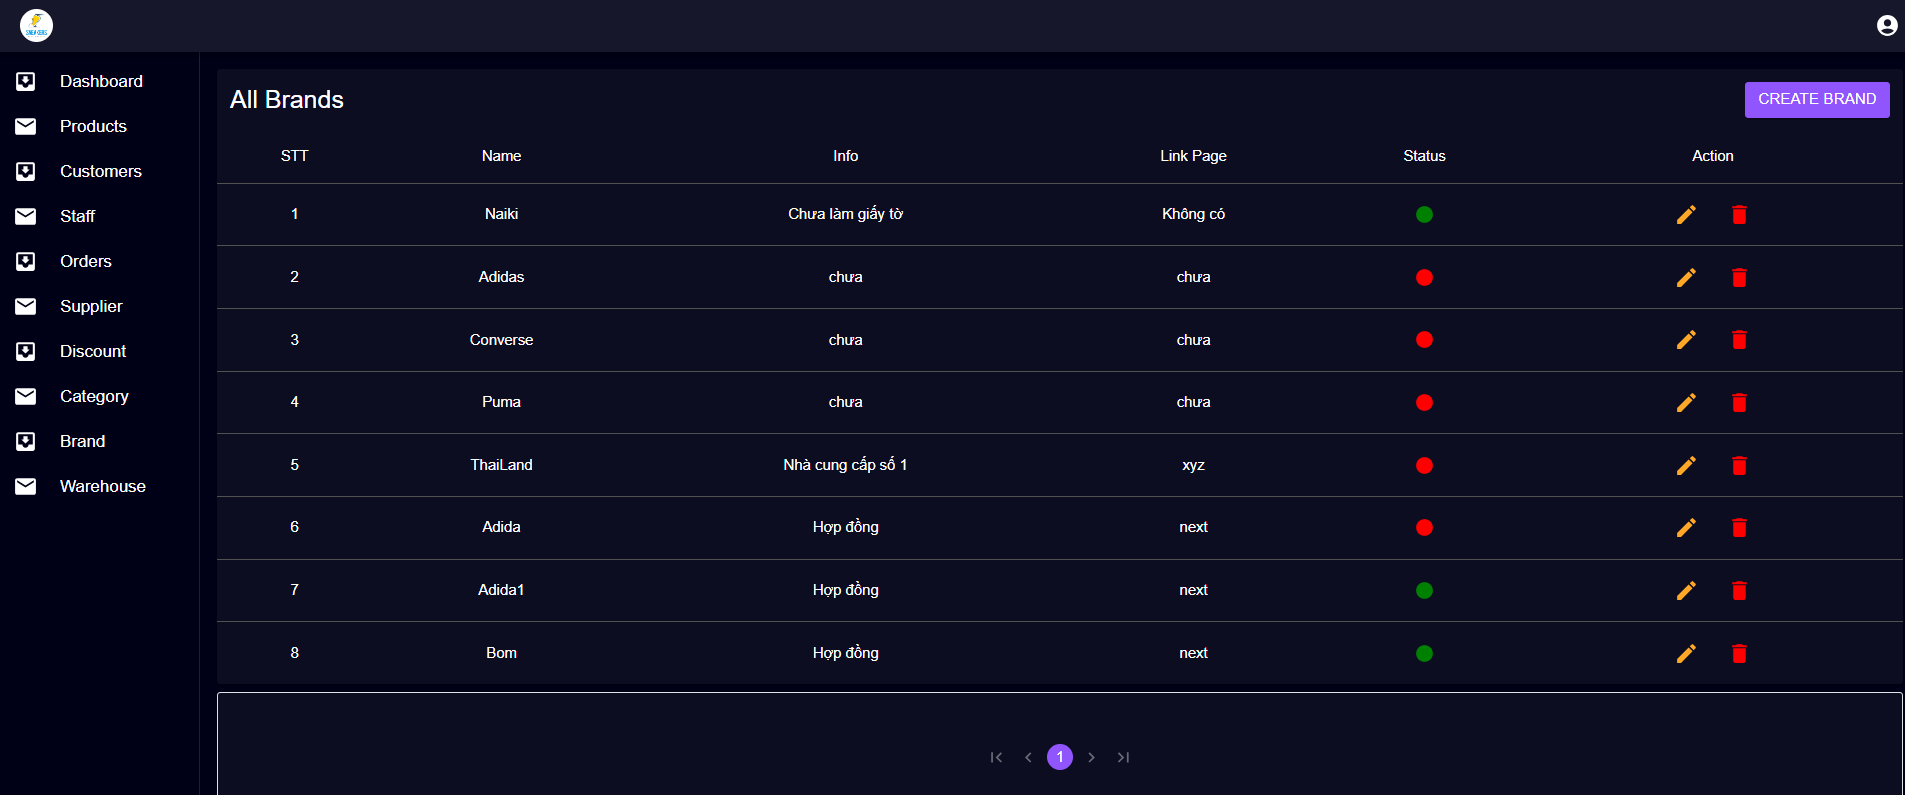 Dashboard
Products
Customers
Staff
Orders
Supplier
Discount
Category
Brand
Warehouse
All Brands
CREATE BRAND
STT Name Info Link Page Status Action
1 Naiki Chưa làm giấy tờ Không có
2 Adidas chưa chưa
3 Converse chưa chưa
4 Puma chưa chưa
5 ThaiLand Nhà cung cấp số 1 xyz
6 Adida Hợp đồng next
7 Adida1 Hợp đồng next
8 Bom Hợp đồng next
1